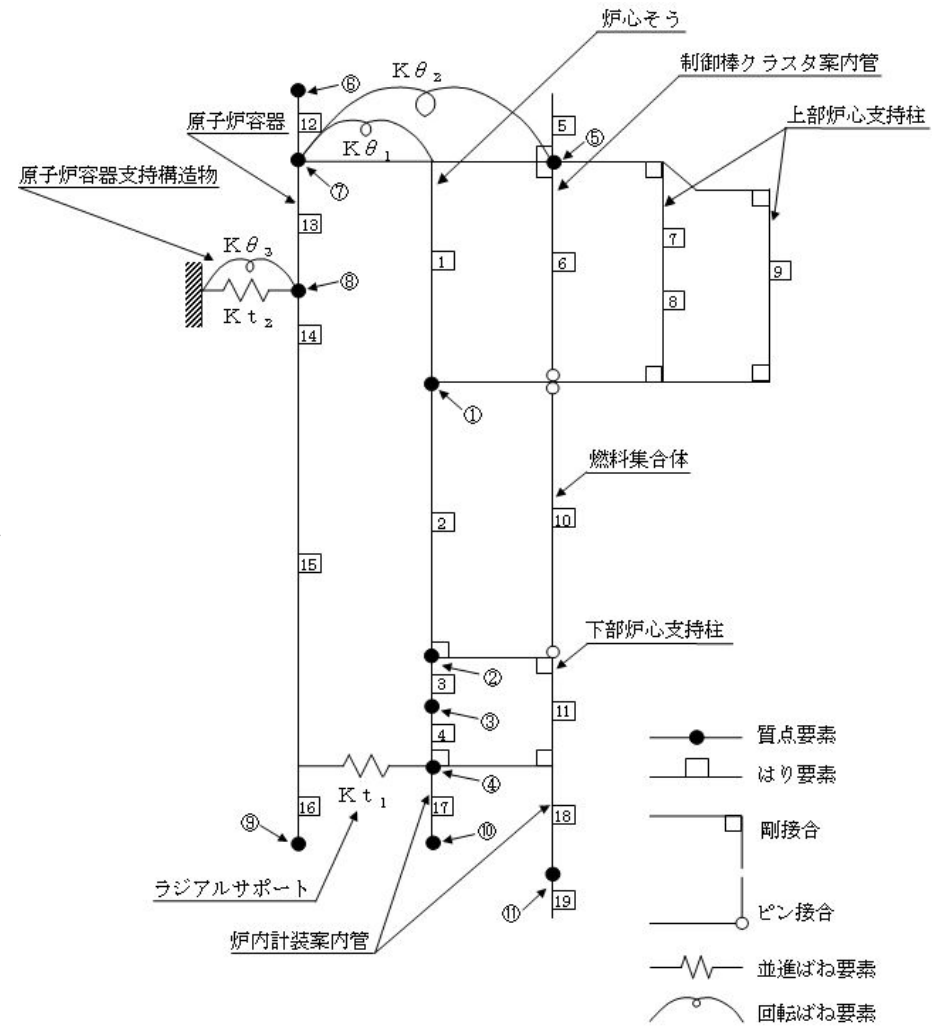 炉心そう
Kθ₂
⑥
制御棒クラスタ案内管
原子炉容器
12
5
⑤
上部炉心支持柱
Kθ₁
⑦
原子炉容器支持構造物
13
7
Kθ₃
1
6
9
⑧
8
Kt₂
14
①
燃料集合体
2
10
15
下部炉心支持柱
②
3
③
11
4
質点要素
はり要素
④
Kt₁
16
17
18
⑨
⑩
剛接合
ラジアルサポート
⑪
19
ピン接合
炉内計装案内管
並進ばね要素
回転ばね要素